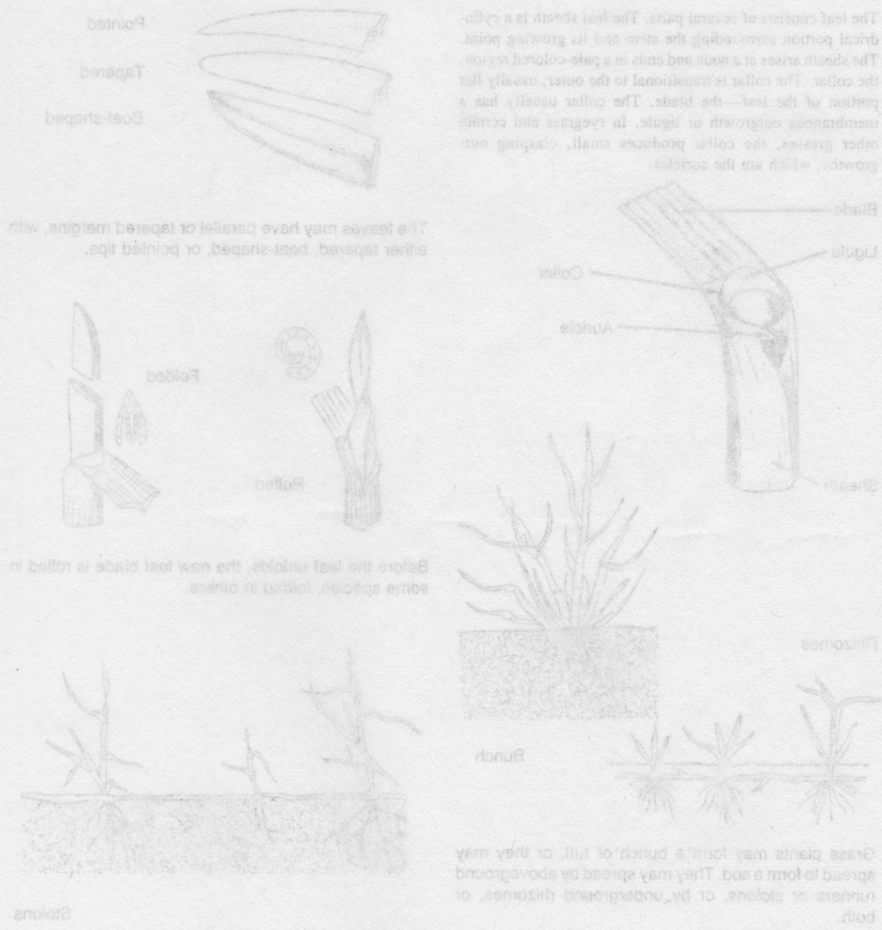 The leaf consists of several parts. The leaf sheath is a cylin-
drical portion surrounding the stem and its growing point.
The sheath arises at a node and ends in a pale-colored region,
the collar. The collar is transitional to the outer, usually flat
portion of the leaf—the blade. The collar usually has a
membranous outgrowth or ligule. In ryegrass and certain
other grasses, the collar produces small, clasping out-
growths, which are the auricles.
Blade
Ligule
Collar
Auricle
Sheath
Bunch
Rhizomes
Grass plants may form a bunch or tuft, or they may
spread to form a sod. They may spread by aboveground
runners or stolons, or by underground rhizomes, or
both.
Pointed
Tapered
Boat-shaped
The leaves may have parallel or tapered margins, with
either tapered, boat-shaped, or pointed tips.
Folded
Rolled
Before the leaf unfolds, the new leaf blade is rolled in
some species, folded in others.
Stolons